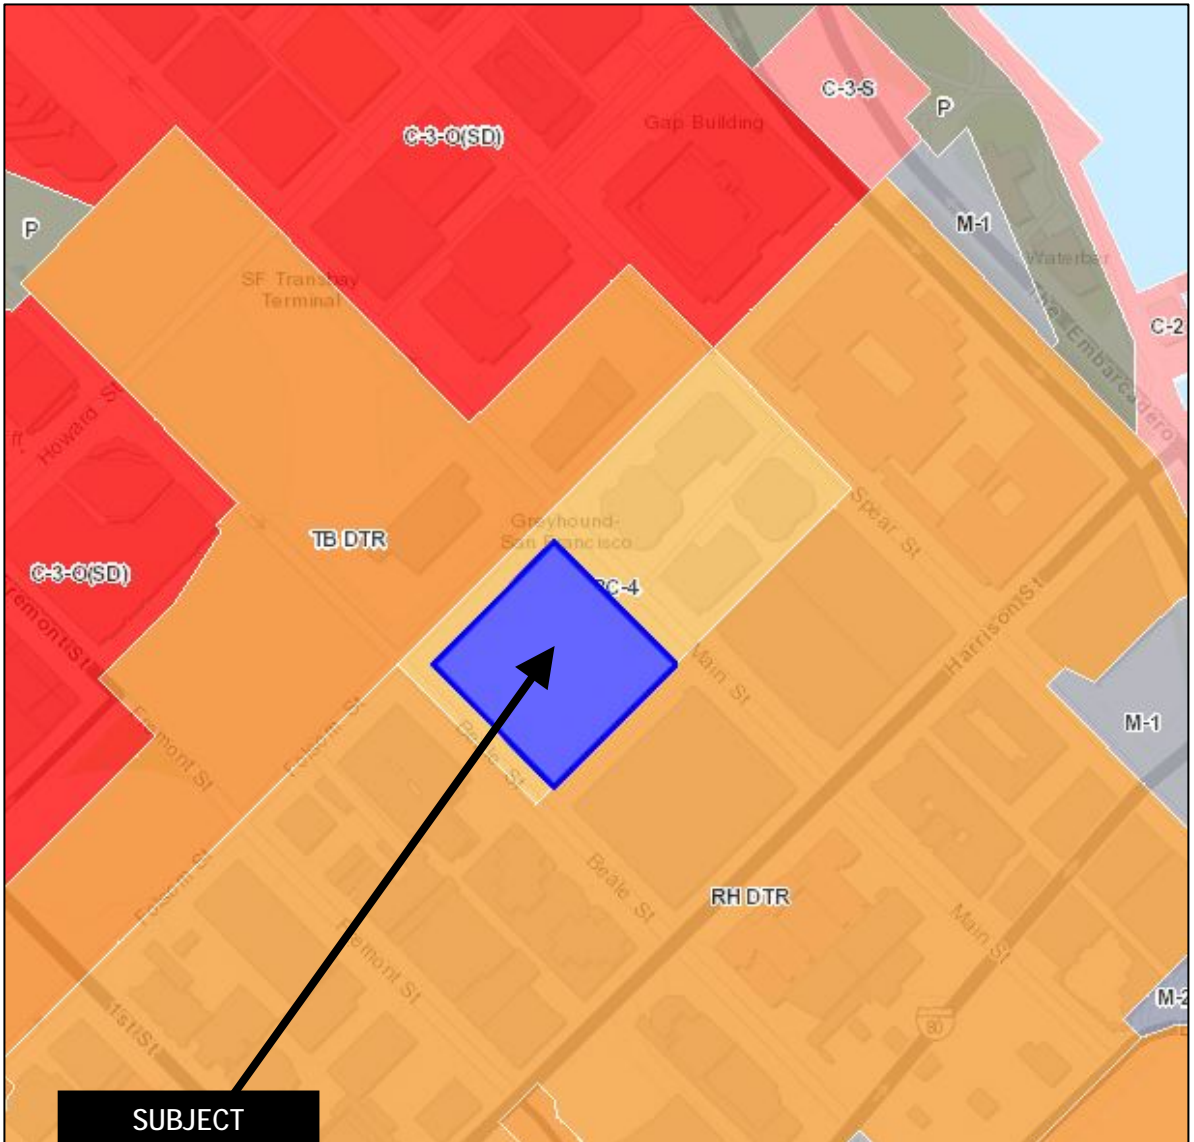 C-3-S
P
Gap Building
C-3-O(SD)
P
M-1
Waterbar
SF Transbay
Terminal
The Embarcadero
C-2
Howard St
Greyhound-
San Francisco
Spear St
TB DTR
C-3-O(SD)
C-4
Harrison St
Main St
Fremont St
Folsom St
Beale St
M-1
Beale St
Folsom St
RH DTR
Main St
Fremont St
M-2
1st St
80
SUBJECT